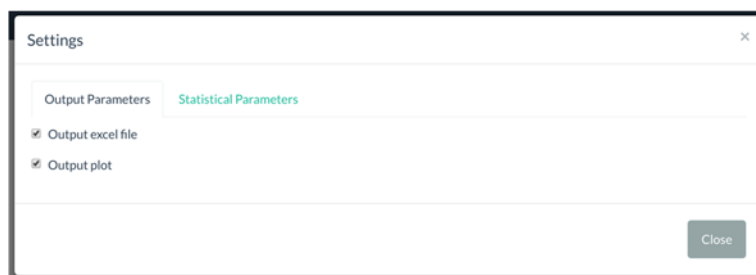 Settings
×
Output Parameters Statistical Parameters
Output excel file
Output plot
Close